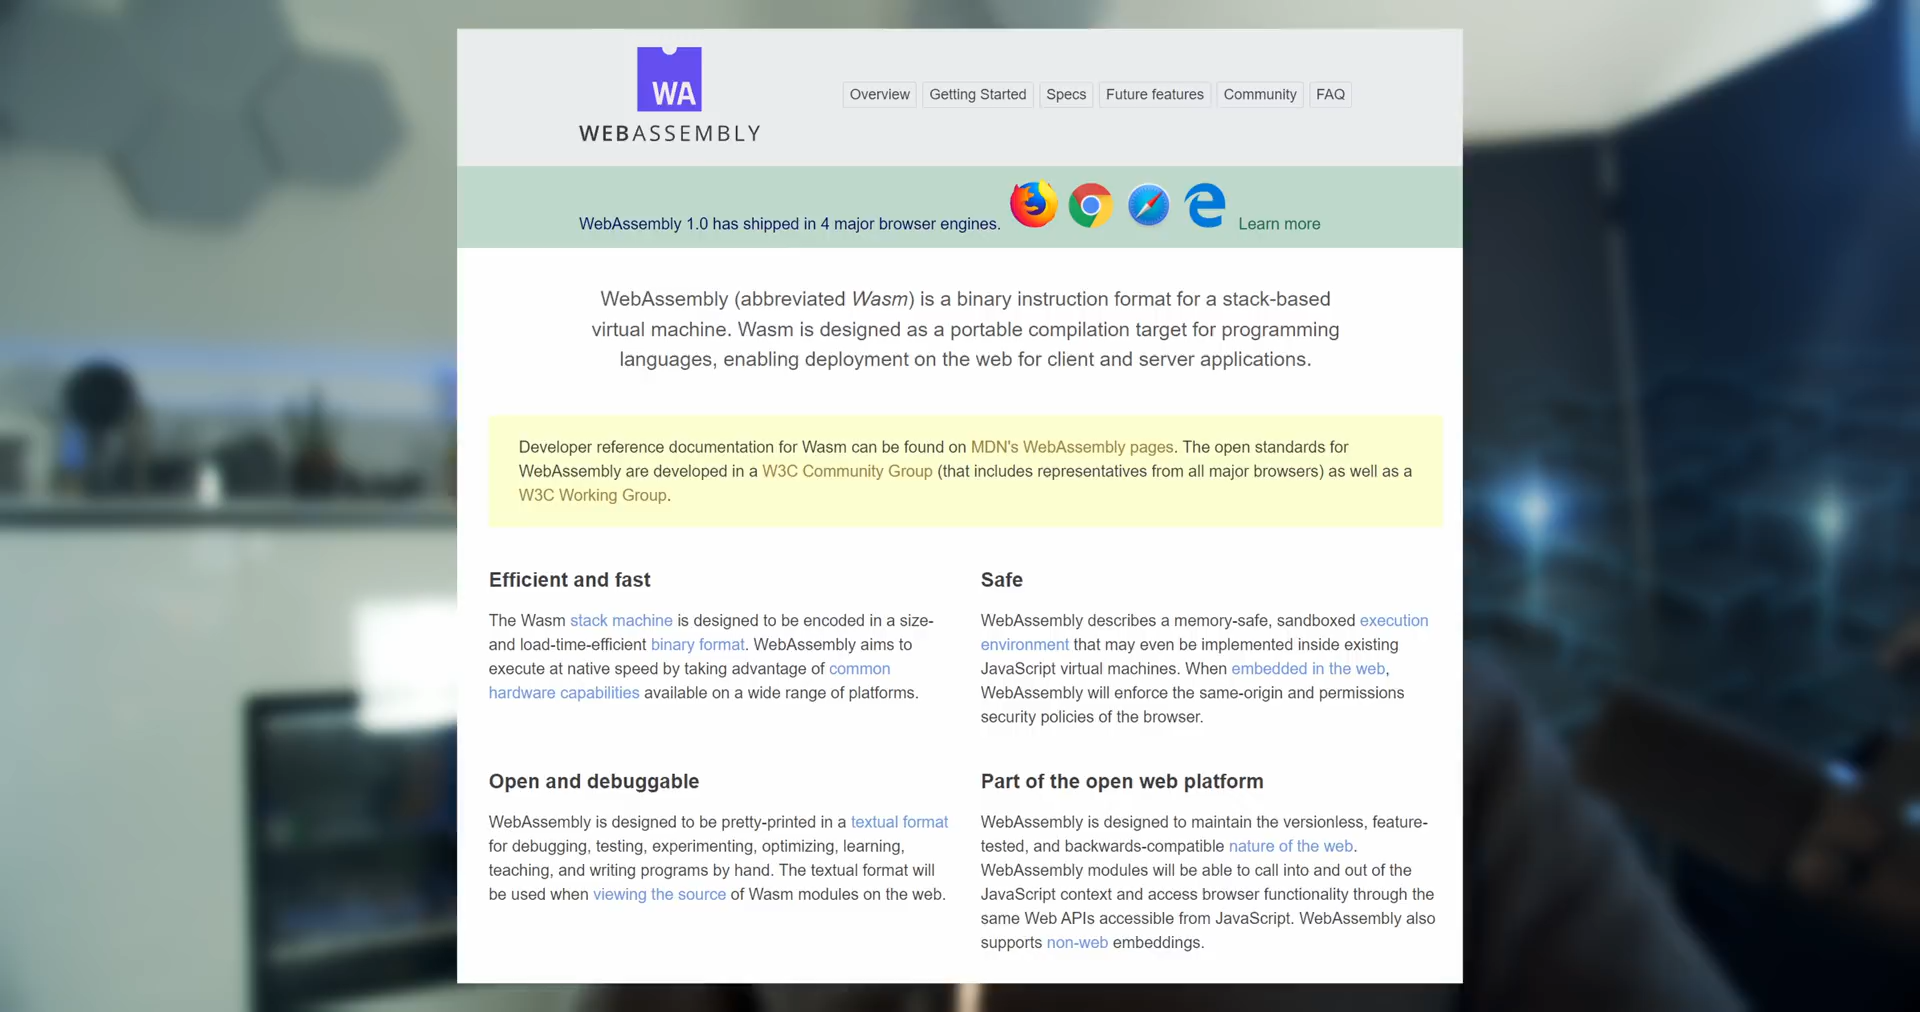 WA
WEBASSEMBLY
Overview
Getting Started
Specs
Future features
Community
FAQ
WebAssembly 1.0 has shipped in 4 major browser engines.
Learn more
WebAssembly (abbreviated Wasm) is a binary instruction format for a stack-based
virtual machine. Wasm is designed as a portable compilation target for programming
languages, enabling deployment on the web for client and server applications.
Developer reference documentation for Wasm can be found on MDN's WebAssembly pages. The open standards for
WebAssembly are developed in a W3C Community Group (that includes representatives from all major browsers) as well as a
W3C Working Group.
Efficient and fast
The Wasm stack machine is designed to be encoded in a size-
and load-time-efficient binary format. WebAssembly aims to
execute at native speed by taking advantage of common
hardware capabilities available on a wide range of platforms.
Safe
WebAssembly describes a memory-safe, sandboxed execution
environment that may even be implemented inside existing
JavaScript virtual machines. When embedded in the web,
WebAssembly will enforce the same-origin and permissions
security policies of the browser.
Open and debuggable
WebAssembly is designed to be pretty-printed in a textual format
for debugging, testing, experimenting, optimizing, learning,
teaching, and writing programs by hand. The textual format will
be used when viewing the source of Wasm modules on the web.
Part of the open web platform
WebAssembly is designed to maintain the versionless, feature-
tested, and backwards-compatible nature of the web.
WebAssembly modules will be able to call into and out of the
JavaScript context and access browser functionality through the
same Web APIs accessible from JavaScript. WebAssembly also
supports non-web embeddings.